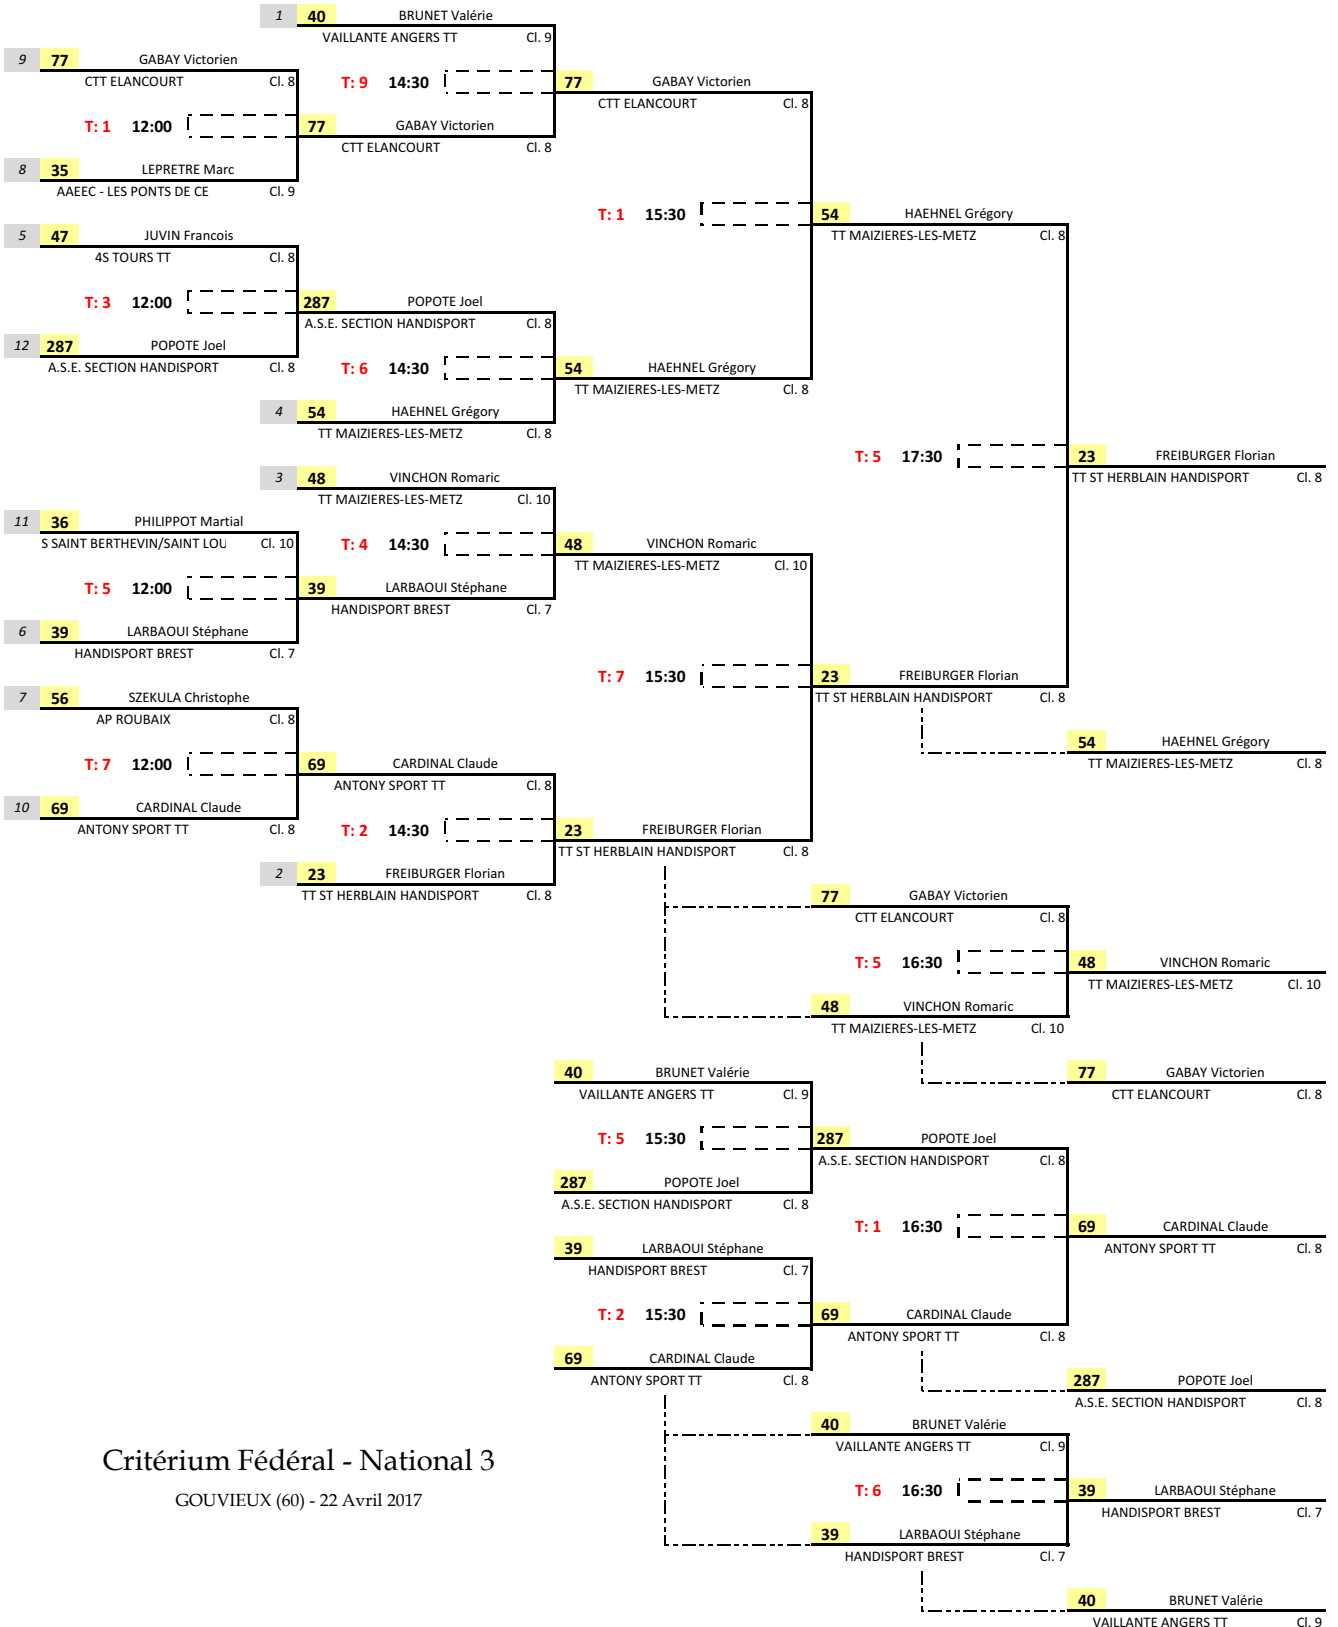 1 40 BRUNET Valérie
VAILLANTE ANGERS TT Cl. 9
9 77 GABAY Victorien
CTT ELANCOURT Cl. 8
T: 9 14:30
77 GABAY Victorien
CTT ELANCOURT Cl. 8
T: 1 12:00
77 GABAY Victorien
CTT ELANCOURT Cl. 8
8 35 LEPRETRE Marc
AAEEC - LES PONTS DE CE Cl. 9
T: 1 15:30
54 HAEHNEL Grégory
TT MAIZIERES-LES-METZ Cl. 8
5 47 JUVIN Francois
4S TOURS TT Cl. 8
T: 3 12:00
287 POPOTE Joel
A.S.E. SECTION HANDISPORT Cl. 8
12 287 POPOTE Joel
A.S.E. SECTION HANDISPORT Cl. 8
T: 6 14:30
54 HAEHNEL Grégory
TT MAIZIERES-LES-METZ Cl. 8
4 54 HAEHNEL Grégory
TT MAIZIERES-LES-METZ Cl. 8
T: 5 17:30
23 FREIBURGER Florian
TT ST HERBLAIN HANDISPORT Cl. 8
3 48 VINCHON Romaric
TT MAIZIERES-LES-METZ Cl. 10
11 36 PHILIPPOT Martial
S SAINT BERTHEVIN/SAINT LOU Cl. 10
T: 4 14:30
48 VINCHON Romaric
TT MAIZIERES-LES-METZ Cl. 10
T: 5 12:00
39 LARBAOUI Stéphane
HANDISPORT BREST Cl. 7
6 39 LARBAOUI Stéphane
HANDISPORT BREST Cl. 7
T: 7 15:30
23 FREIBURGER Florian
TT ST HERBLAIN HANDISPORT Cl. 8
7 56 SZEKULA Christophe
AP ROUBAIX Cl. 8
54 HAEHNEL Grégory
TT MAIZIERES-LES-METZ Cl. 8
T: 7 12:00
69 CARDINAL Claude
ANTONY SPORT TT Cl. 8
10 69 CARDINAL Claude
ANTONY SPORT TT Cl. 8
T: 2 14:30
23 FREIBURGER Florian
TT ST HERBLAIN HANDISPORT Cl. 8
2 23 FREIBURGER Florian
TT ST HERBLAIN HANDISPORT Cl. 8
77 GABAY Victorien
CTT ELANCOURT Cl. 8
T: 5 16:30
48 VINCHON Romaric
TT MAIZIERES-LES-METZ Cl. 10
48 VINCHON Romaric
TT MAIZIERES-LES-METZ Cl. 10
40 BRUNET Valérie
VAILLANTE ANGERS TT Cl. 9
77 GABAY Victorien
CTT ELANCOURT Cl. 8
T: 5 15:30
287 POPOTE Joel
A.S.E. SECTION HANDISPORT Cl. 8
287 POPOTE Joel
A.S.E. SECTION HANDISPORT Cl. 8
T: 1 16:30
69 CARDINAL Claude
ANTONY SPORT TT Cl. 8
39 LARBAOUI Stéphane
HANDISPORT BREST Cl. 7
T: 2 15:30
69 CARDINAL Claude
ANTONY SPORT TT Cl. 8
69 CARDINAL Claude
ANTONY SPORT TT Cl. 8
287 POPOTE Joel
A.S.E. SECTION HANDISPORT Cl. 8
40 BRUNET Valérie
VAILLANTE ANGERS TT Cl. 9
Critérium Fédéral - National 3
GOUVIEUX (60) - 22 Avril 2017
T: 6 16:30
39 LARBAOUI Stéphane
HANDISPORT BREST Cl. 7
39 LARBAOUI Stéphane
HANDISPORT BREST Cl. 7
40 BRUNET Valérie
VAILLANTE ANGERS TT Cl. 9